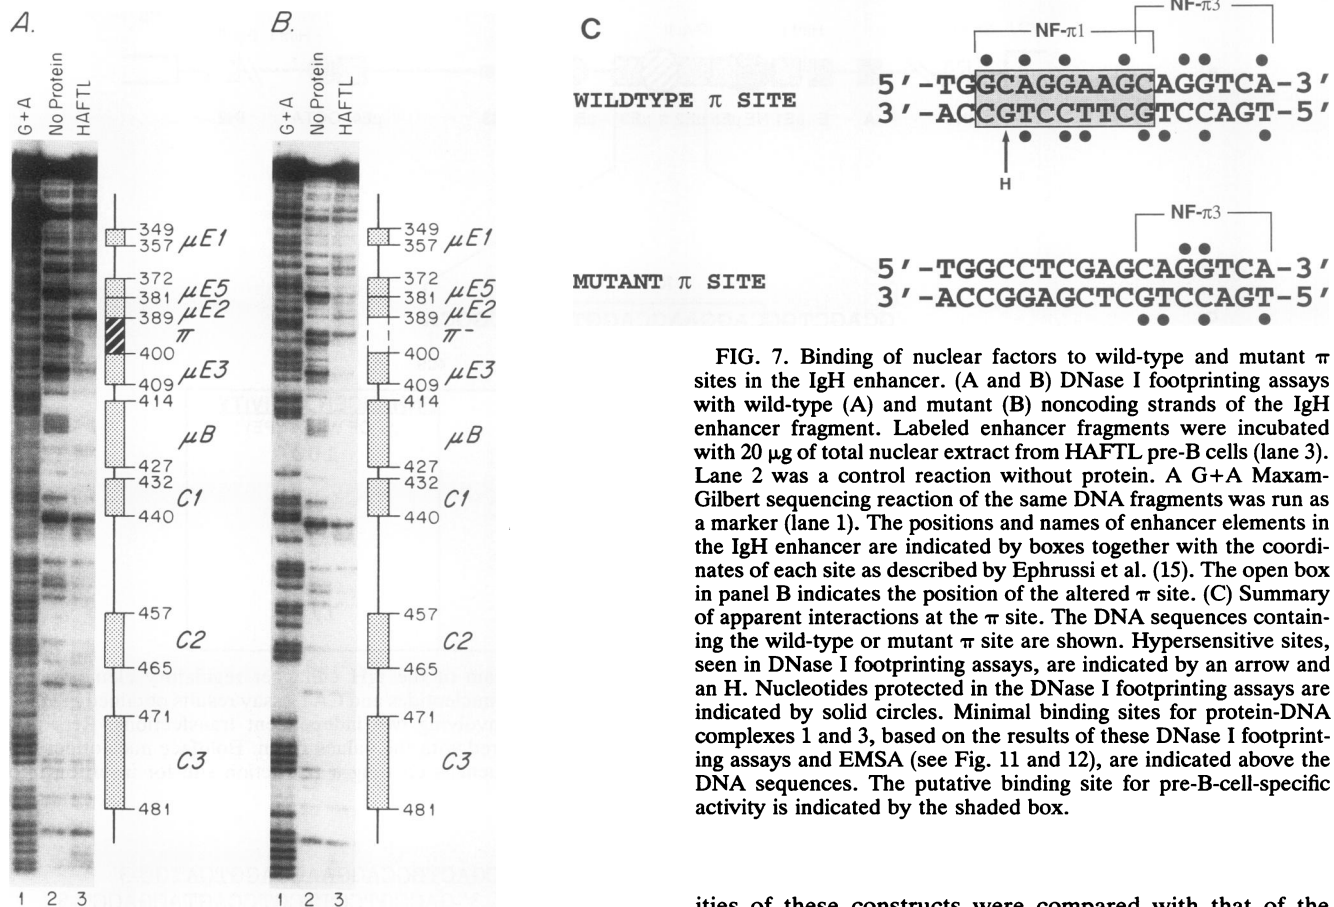 A.
G+A
No Protein
HAFTL
349
357 μE1
372
381 μE5
389 μE2
π
400
409 μE3
414
μB
427
432
C1
440
457
C2
465
471
C3
481
1 2 3
B.
G+A
No Protein
HAFTL
349
357 μE1
372
381 μE5
389 μE2
π⁻
400
409 μE3
414
μB
427
432
C1
440
457
C2
465
471
C3
481
1 2 3
C
NF-π3
NF-π1
WILDTYPE π SITE
5′-TGGCAGGAAGCAGGTCA-3′
3′-ACCGTCCTTCGTCCAGT-5′
H
NF-π3
MUTANT π SITE
5′-TGGCCTCGAGCAGGTCA-3′
3′-ACCGGAGCTCGTCCAGT-5′
FIG. 7. Binding of nuclear factors to wild-type and mutant π
sites in the IgH enhancer. (A and B) DNase I footprinting assays
with wild-type (A) and mutant (B) noncoding strands of the IgH
enhancer fragment. Labeled enhancer fragments were incubated
with 20 μg of total nuclear extract from HAFTL pre-B cells (lane 3).
Lane 2 was a control reaction without protein. A G+A Maxam-
Gilbert sequencing reaction of the same DNA fragments was run as
a marker (lane 1). The positions and names of enhancer elements in
the IgH enhancer are indicated by boxes together with the coordi-
nates of each site as described by Ephrussi et al. (15). The open box
in panel B indicates the position of the altered π site. (C) Summary
of apparent interactions at the π site. The DNA sequences contain-
ing the wild-type or mutant π site are shown. Hypersensitive sites,
seen in DNase I footprinting assays, are indicated by an arrow and
an H. Nucleotides protected in the DNase I footprinting assays are
indicated by solid circles. Minimal binding sites for protein-DNA
complexes 1 and 3, based on the results of these DNase I footprint-
ing assays and EMSA (see Fig. 11 and 12), are indicated above the
DNA sequences. The putative binding site for pre-B-cell-specific
activity is indicated by the shaded box.
ities of these constructs were compared with that of the